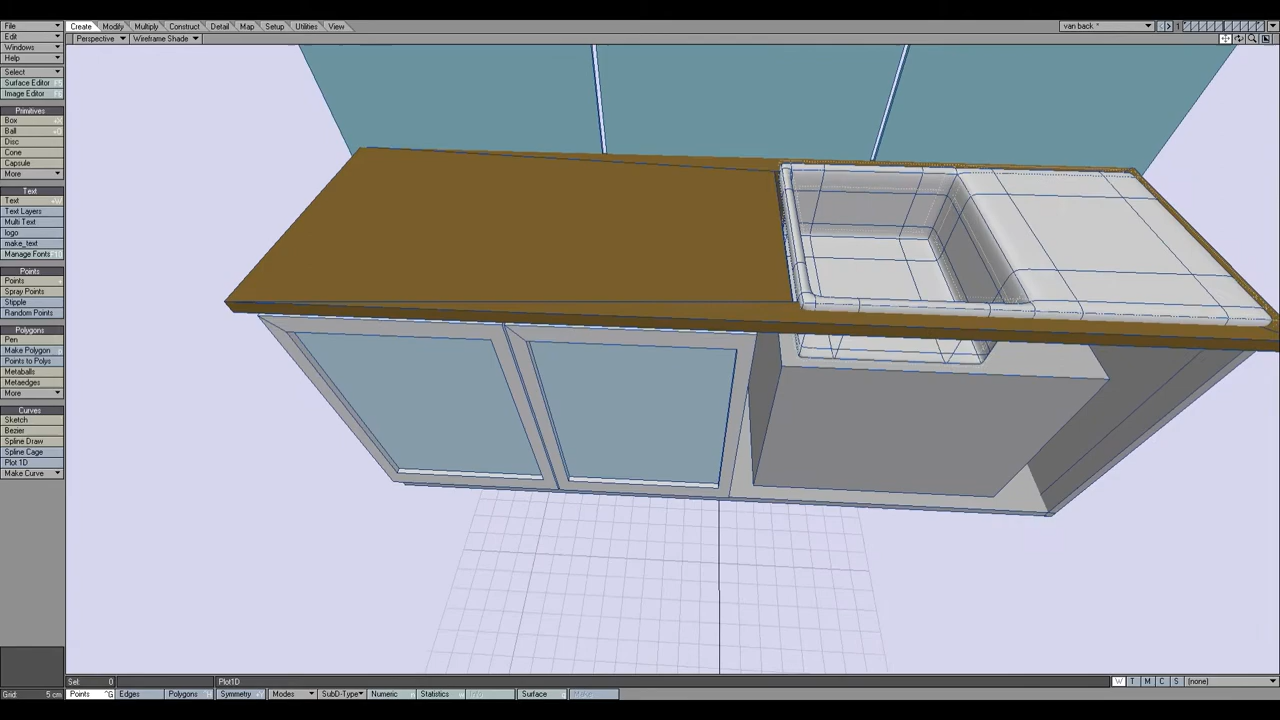 File
Create Modify Multiply Construct Detail Map Setup Utilities View
van back *
1
Edit
Perspective Wireframe Shade
Windows
Help
Select
Surface Editor
Image Editor
Primitives
Box
Ball
Disc
Cone
Capsule
More
Text
Text
Text Layers
Multi Text
logo
make_text
Manage Fonts
Points
Points
Spray Points
Stipple
Random Points
Polygons
Pen
Make Polygon
Points to Polys
Metaballs
Metaedges
More
Curves
Sketch
Bezier
Spline Draw
Spline Cage
Plot 1D
Make Curve
Sel: 0 Plot1D W T M C S (none)
Grid: 5 cm Points ^G Edges Polygons Symmetry Modes SubD-Type Numeric Statistics Info Surface Make